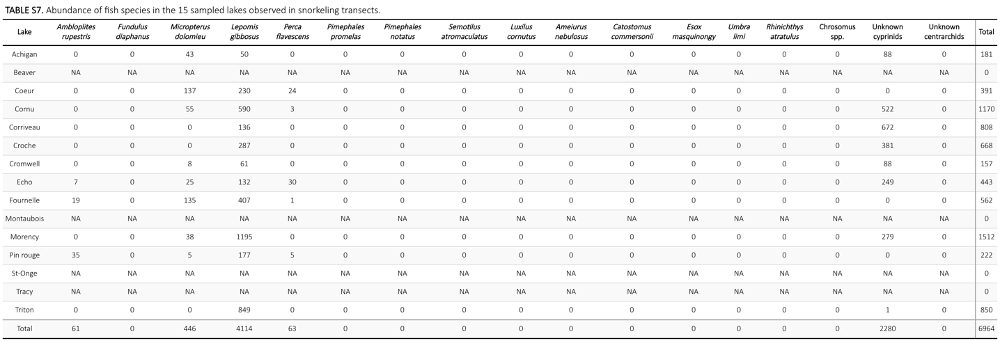 TABLE S7. Abundance of fish species in the 15 sampled lakes observed in snorkeling transects.
Lake Ambloplites rupestris Fundulus diaphanus Micropterus dolomieu Lepomis gibbosus Perca flavescens Pimephales promelas Pimephales notatus Semotilus atromaculatus Luxilus cornutus Ameiurus nebulosus Catostomus commersonii Esox masquinongy Umbra limi Rhinichthys atratulus Chrosomus spp. Unknown cyprinids Unknown centrarchids Total
Achigan 0 0 43 50 0 0 0 0 0 0 0 0 0 0 0 88 0 181
Beaver NA NA NA NA NA NA NA NA NA NA NA NA NA NA NA NA NA 0
Coeur 0 0 137 230 24 0 0 0 0 0 0 0 0 0 0 0 0 391
Cornu 0 0 55 590 3 0 0 0 0 0 0 0 0 0 0 522 0 1170
Corriveau 0 0 0 136 0 0 0 0 0 0 0 0 0 0 0 672 0 808
Croche 0 0 0 287 0 0 0 0 0 0 0 0 0 0 0 381 0 668
Cromwell 0 0 8 61 0 0 0 0 0 0 0 0 0 0 0 88 0 157
Echo 7 0 25 132 30 0 0 0 0 0 0 0 0 0 0 249 0 443
Fournelle 19 0 135 407 1 0 0 0 0 0 0 0 0 0 0 0 0 562
Montaubois NA NA NA NA NA NA NA NA NA NA NA NA NA NA NA NA NA 0
Morency 0 0 38 1195 0 0 0 0 0 0 0 0 0 0 0 279 0 1512
Pin rouge 35 0 5 177 5 0 0 0 0 0 0 0 0 0 0 0 0 222
St-Onge NA NA NA NA NA NA NA NA NA NA NA NA NA NA NA NA NA 0
Tracy NA NA NA NA NA NA NA NA NA NA NA NA NA NA NA NA NA 0
Triton 0 0 0 849 0 0 0 0 0 0 0 0 0 0 0 1 0 850
Total 61 0 446 4114 63 0 0 0 0 0 0 0 0 0 0 2280 0 6964